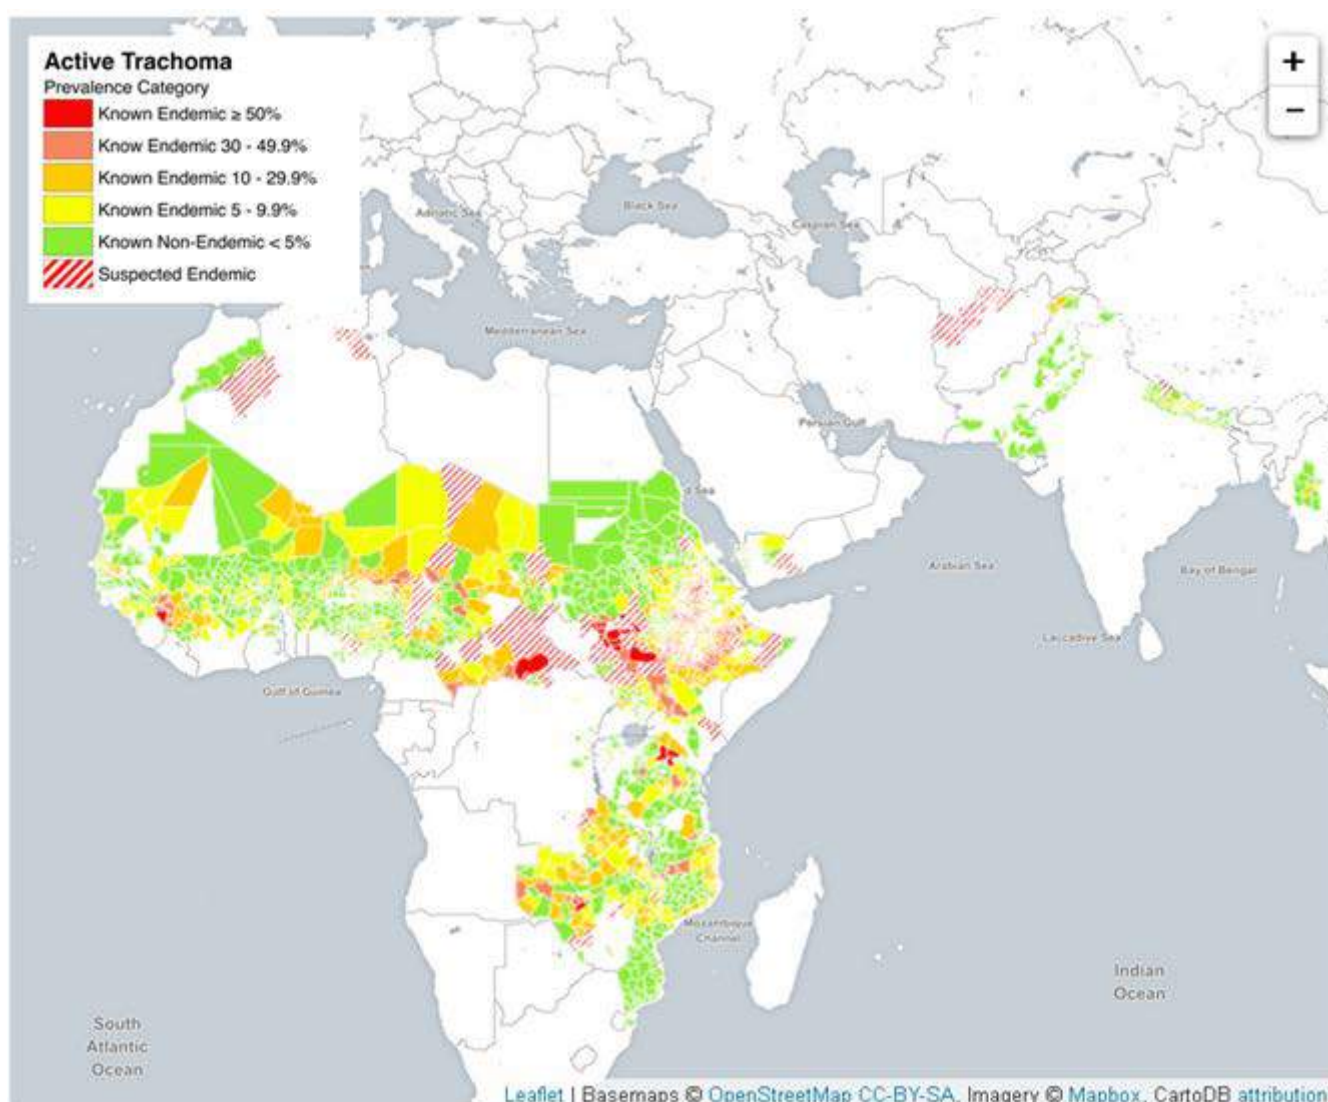 Active Trachoma
Prevalence Category
Known Endemic ≥ 50%
Know Endemic 30 - 49.9%
Known Endemic 10 - 29.9%
Known Endemic 5 - 9.9%
Known Non-Endemic < 5%
Suspected Endemic
+
−
Adriatic Sea
Black Sea
Caspian Sea
Mediterranean Sea
Persian Gulf
d Sea
Arabian Sea
Bay of Bengal
Laccadive Sea
Gulf of Guinea
Mozambique
Channel
Indian
Ocean
South
Atlantic
Ocean
Leaflet | Basemaps © OpenStreetMap CC-BY-SA, Imagery © Mapbox, CartoDB attribution